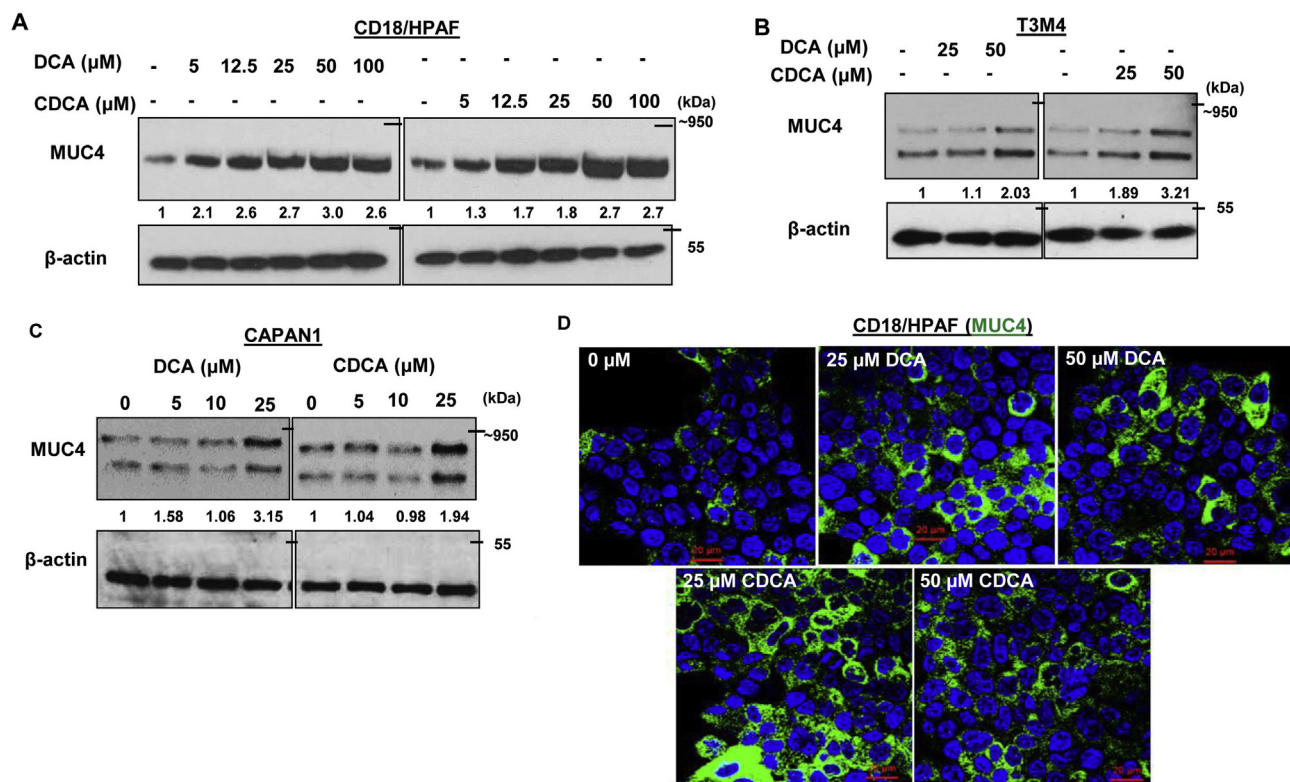 A
CD18/HPAF
DCA (µM) - 5 12.5 25 50 100 - - - - - -
CDCA (µM) - - - - - - - 5 12.5 25 50 100 (kDa)
~950
MUC4
1 2.1 2.6 2.7 3.0 2.6 1 1.3 1.7 1.8 2.7 2.7
55
β-actin
B
T3M4
DCA (µM) - 25 50 - - -
CDCA (µM) - - - - 25 50 (kDa)
~950
MUC4
1 1.1 2.03 1 1.89 3.21
55
β-actin
C
CAPAN1
DCA (µM) CDCA (µM)
0 5 10 25 0 5 10 25 (kDa)
~950
MUC4
1 1.58 1.06 3.15 1 1.04 0.98 1.94
55
β-actin
D
CD18/HPAF (MUC4)
0 µM 25 µM DCA 50 µM DCA
20 µm 20 µm 20 µm
25 µM CDCA 50 µM CDCA
20 µm